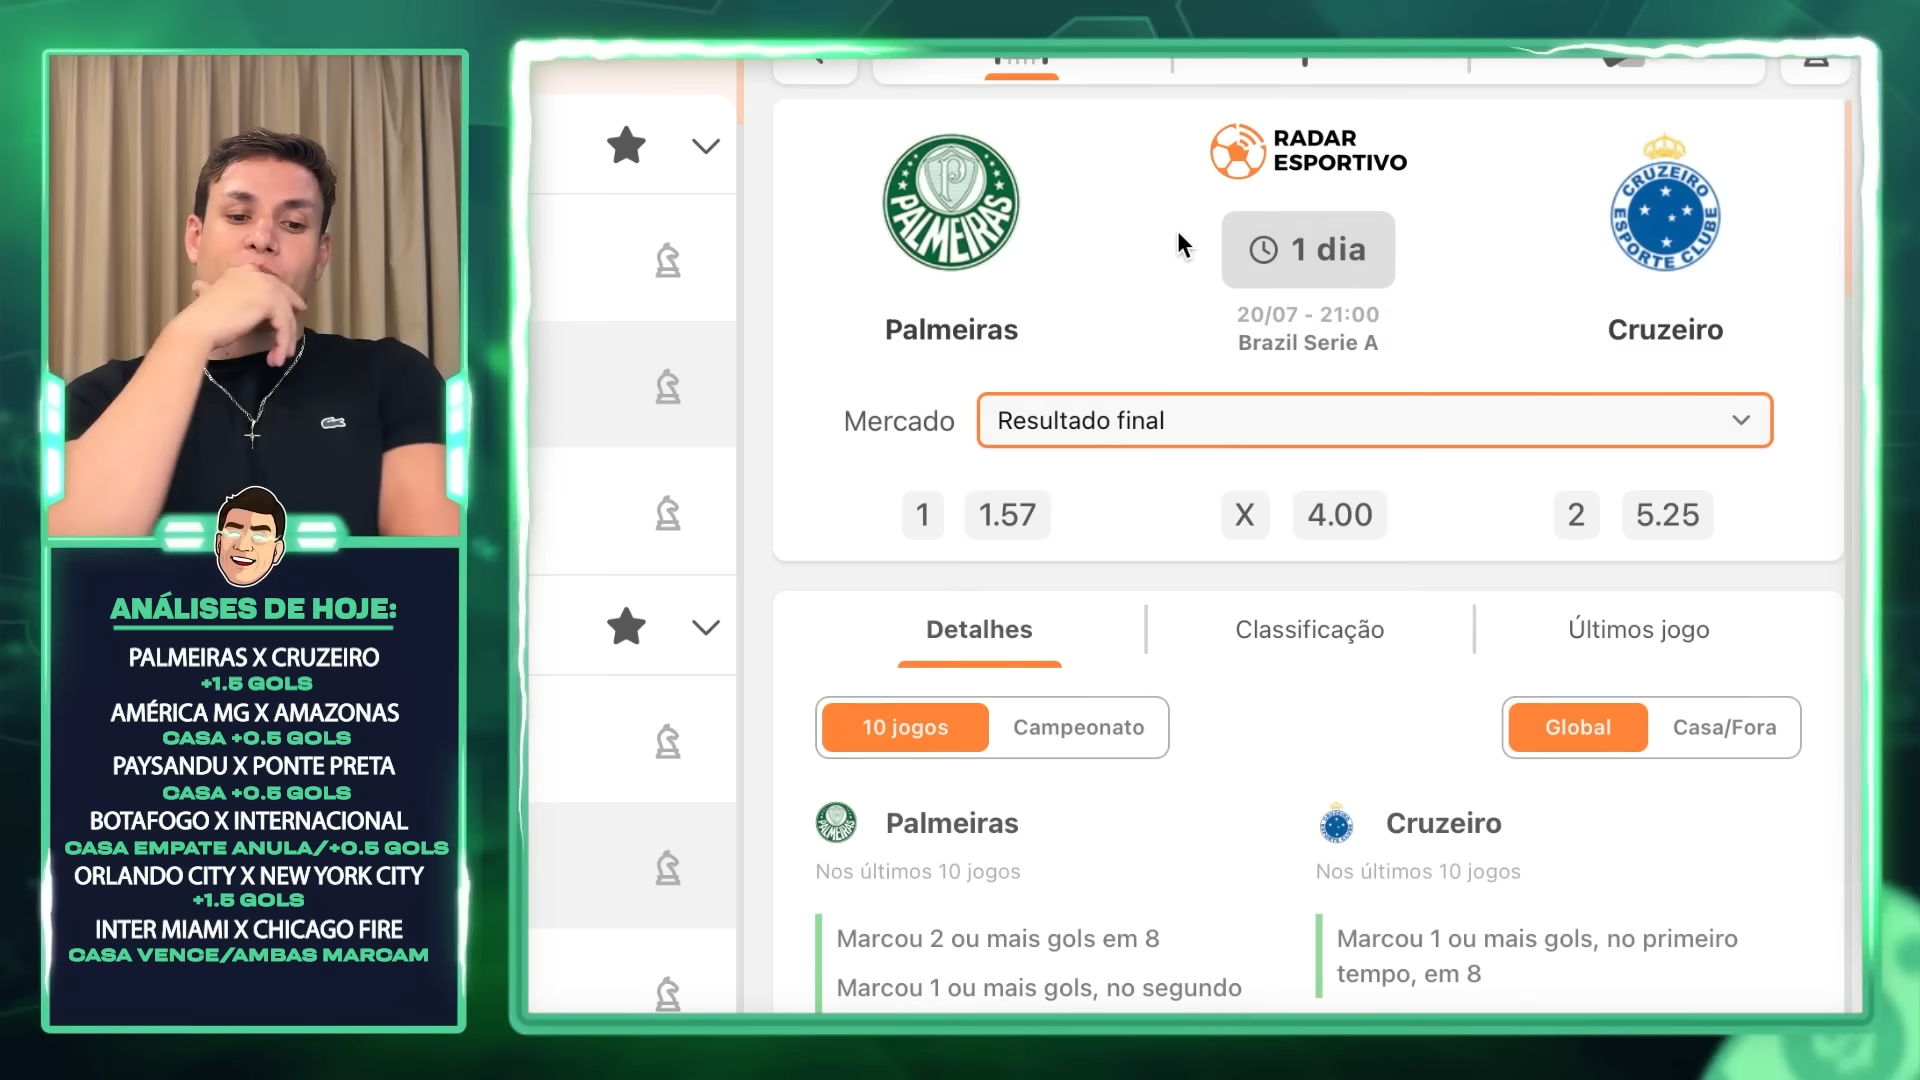 ANÁLISES DE HOJE:
PALMEIRAS X CRUZEIRO
+1.5 GOLS
AMÉRICA MG X AMAZONAS
CASA +0.5 GOLS
PAYSANDU X PONTE PRETA
CASA +0.5 GOLS
BOTAFOGO X INTERNACIONAL
CASA EMPATE ANULA/+0.5 GOLS
ORLANDO CITY X NEW YORK CITY
+1.5 GOLS
INTER MIAMI X CHICAGO FIRE
CASA VENCE/AMBAS MARCAM
PALMEIRAS
RADAR
ESPORTIVO
CRUZEIRO
ESPORTE CLUBE
1 dia
20/07 - 21:00
Brazil Serie A
Palmeiras
Cruzeiro
Mercado
Resultado final
1 1.57 X 4.00 2 5.25
Detalhes
Classificação
Últimos jogo
10 jogos
Campeonato
Global
Casa/Fora
Palmeiras
Nos últimos 10 jogos
Marcou 2 ou mais gols em 8
Marcou 1 ou mais gols, no segundo
Cruzeiro
Nos últimos 10 jogos
Marcou 1 ou mais gols, no primeiro
tempo, em 8